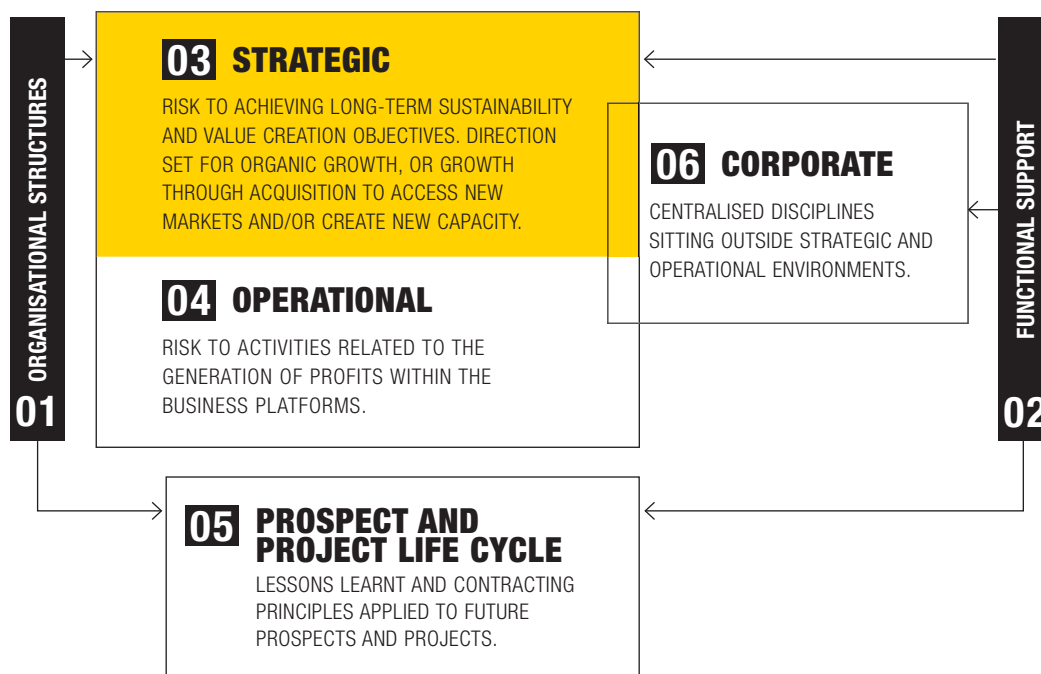 01 ORGANISATIONAL STRUCTURES
02 FUNCTIONAL SUPPORT
03 STRATEGIC
RISK TO ACHIEVING LONG-TERM SUSTAINABILITY
AND VALUE CREATION OBJECTIVES. DIRECTION
SET FOR ORGANIC GROWTH, OR GROWTH
THROUGH ACQUISITION TO ACCESS NEW
MARKETS AND/OR CREATE NEW CAPACITY.
04 OPERATIONAL
RISK TO ACTIVITIES RELATED TO THE
GENERATION OF PROFITS WITHIN THE
BUSINESS PLATFORMS.
05 PROSPECT AND
PROJECT LIFE CYCLE
LESSONS LEARNT AND CONTRACTING
PRINCIPLES APPLIED TO FUTURE
PROSPECTS AND PROJECTS.
06 CORPORATE
CENTRALISED DISCIPLINES
SITTING OUTSIDE STRATEGIC AND
OPERATIONAL ENVIRONMENTS.